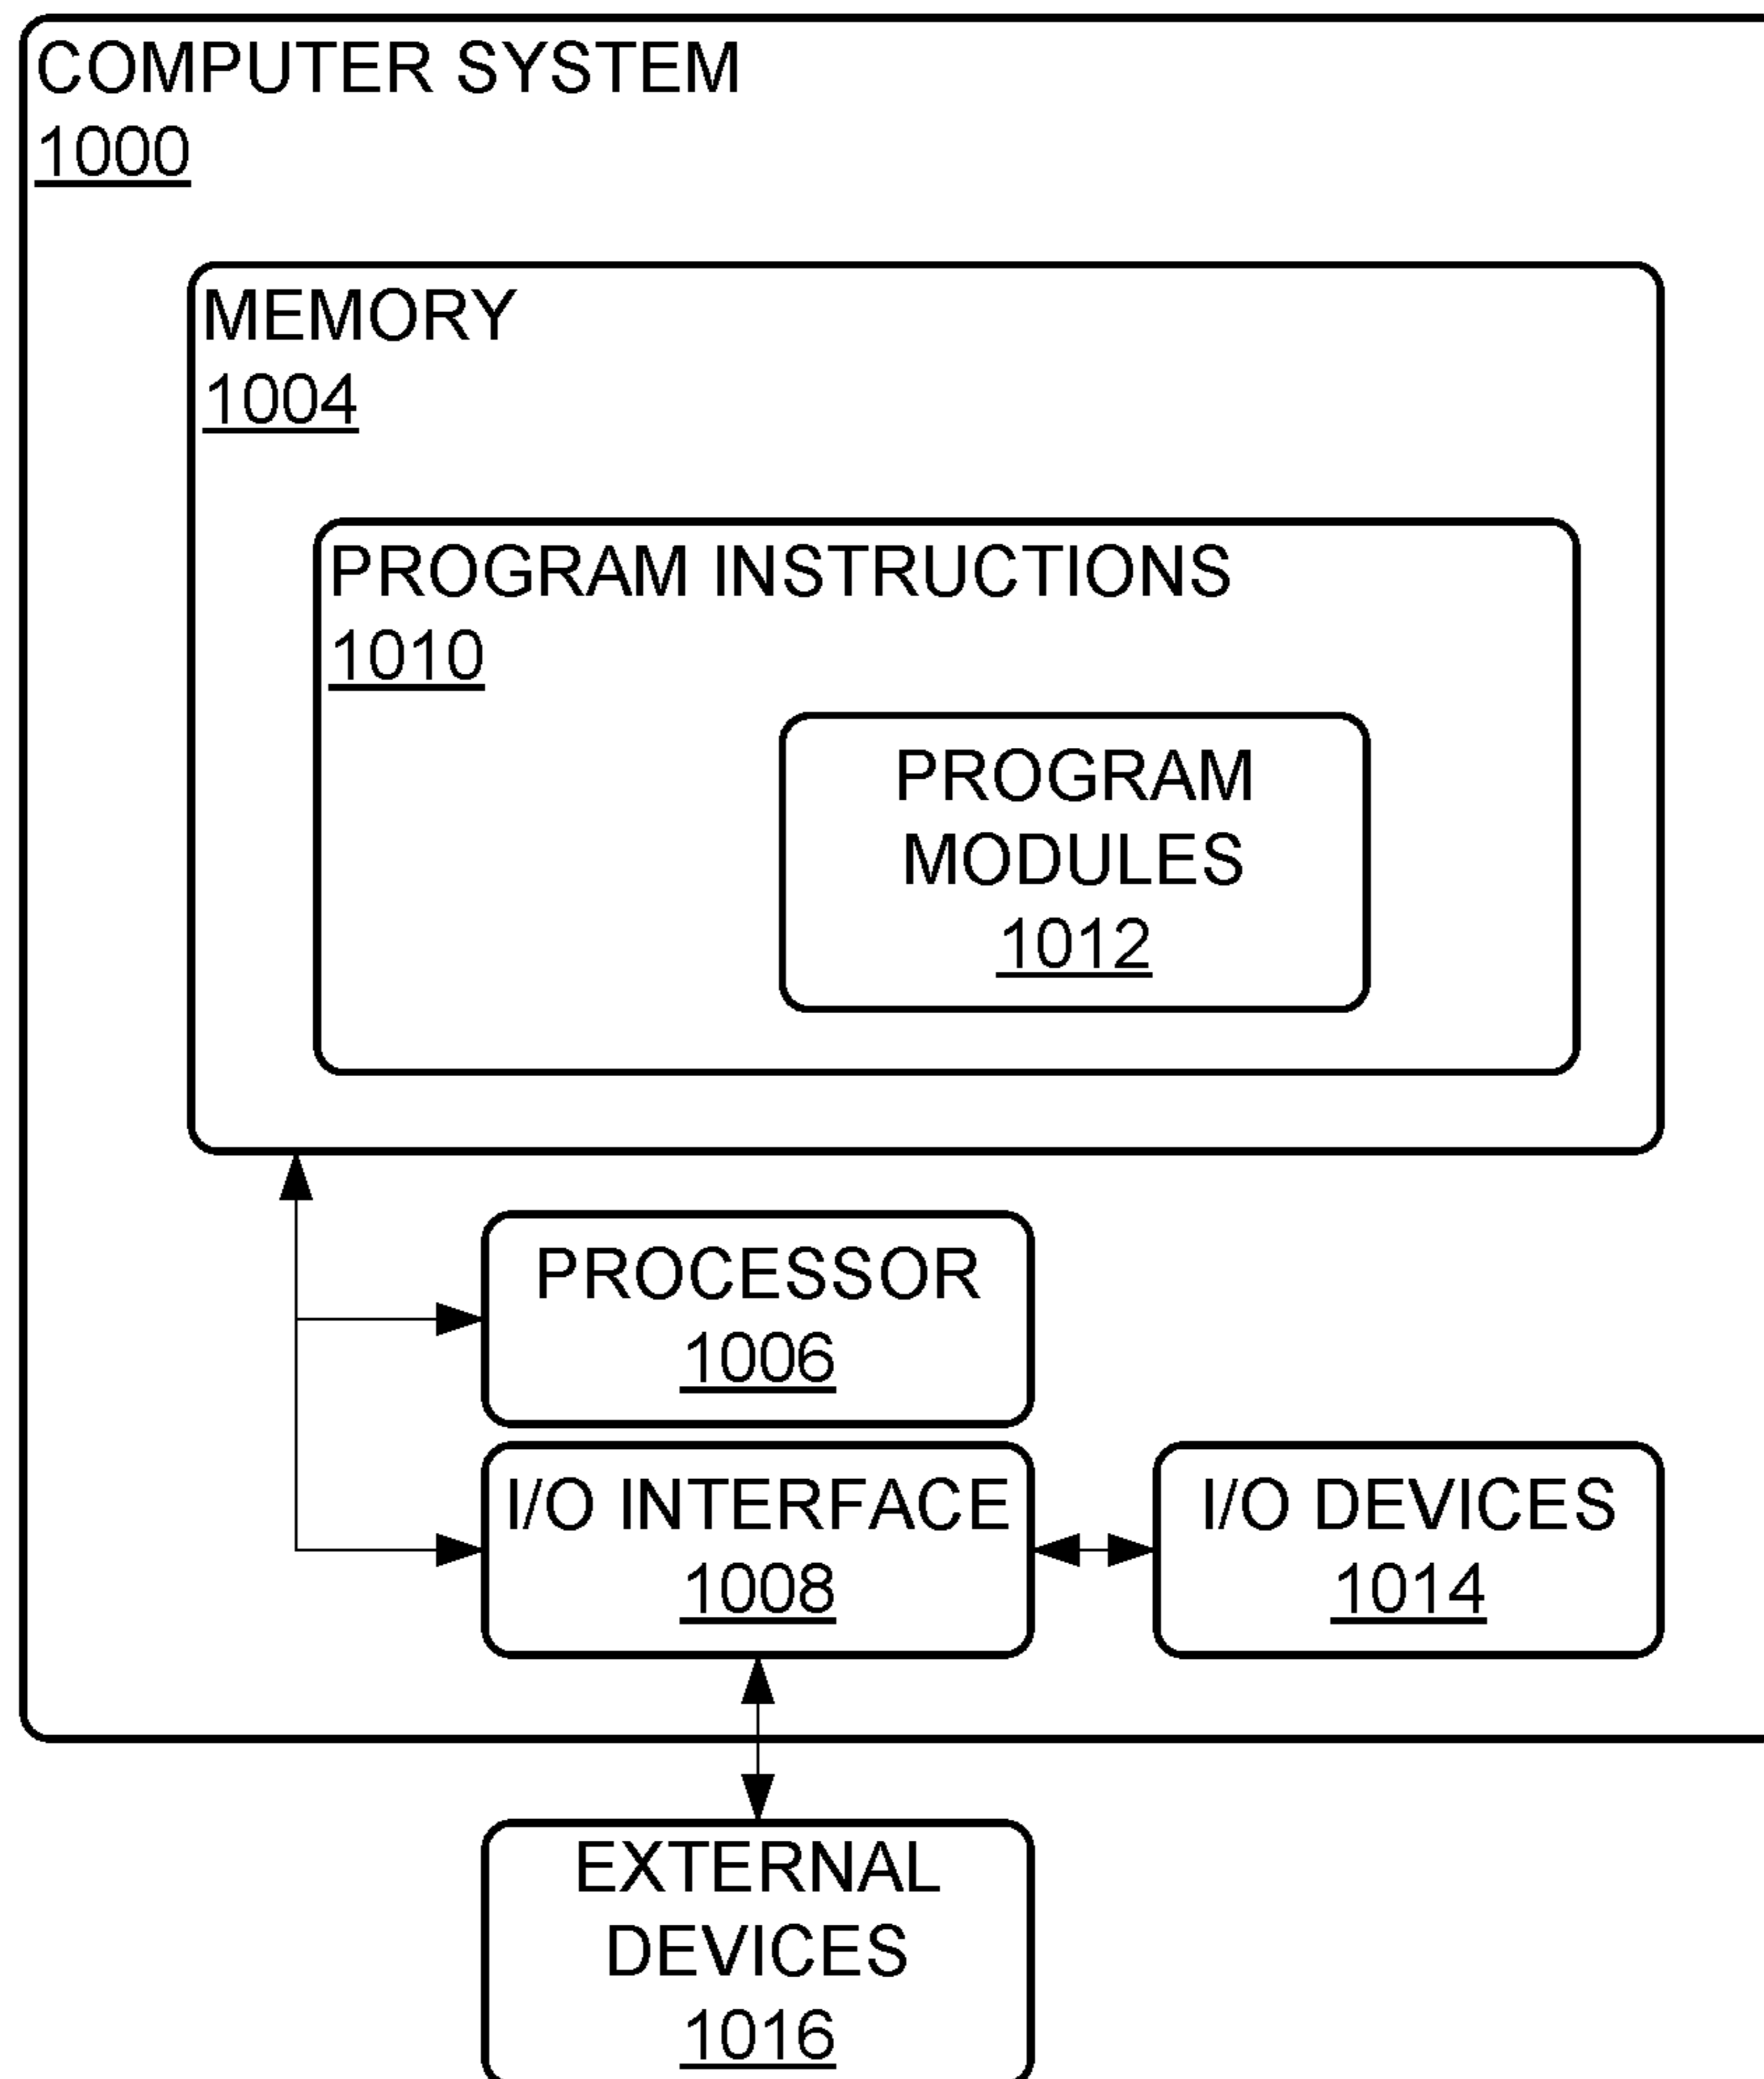 COMPUTER SYSTEM
1000
MEMORY
1004
PROGRAM INSTRUCTIONS
1010
PROGRAM
MODULES
1012
PROCESSOR
1006
I/O INTERFACE
1008
I/O DEVICES
1014
EXTERNAL
DEVICES
1016